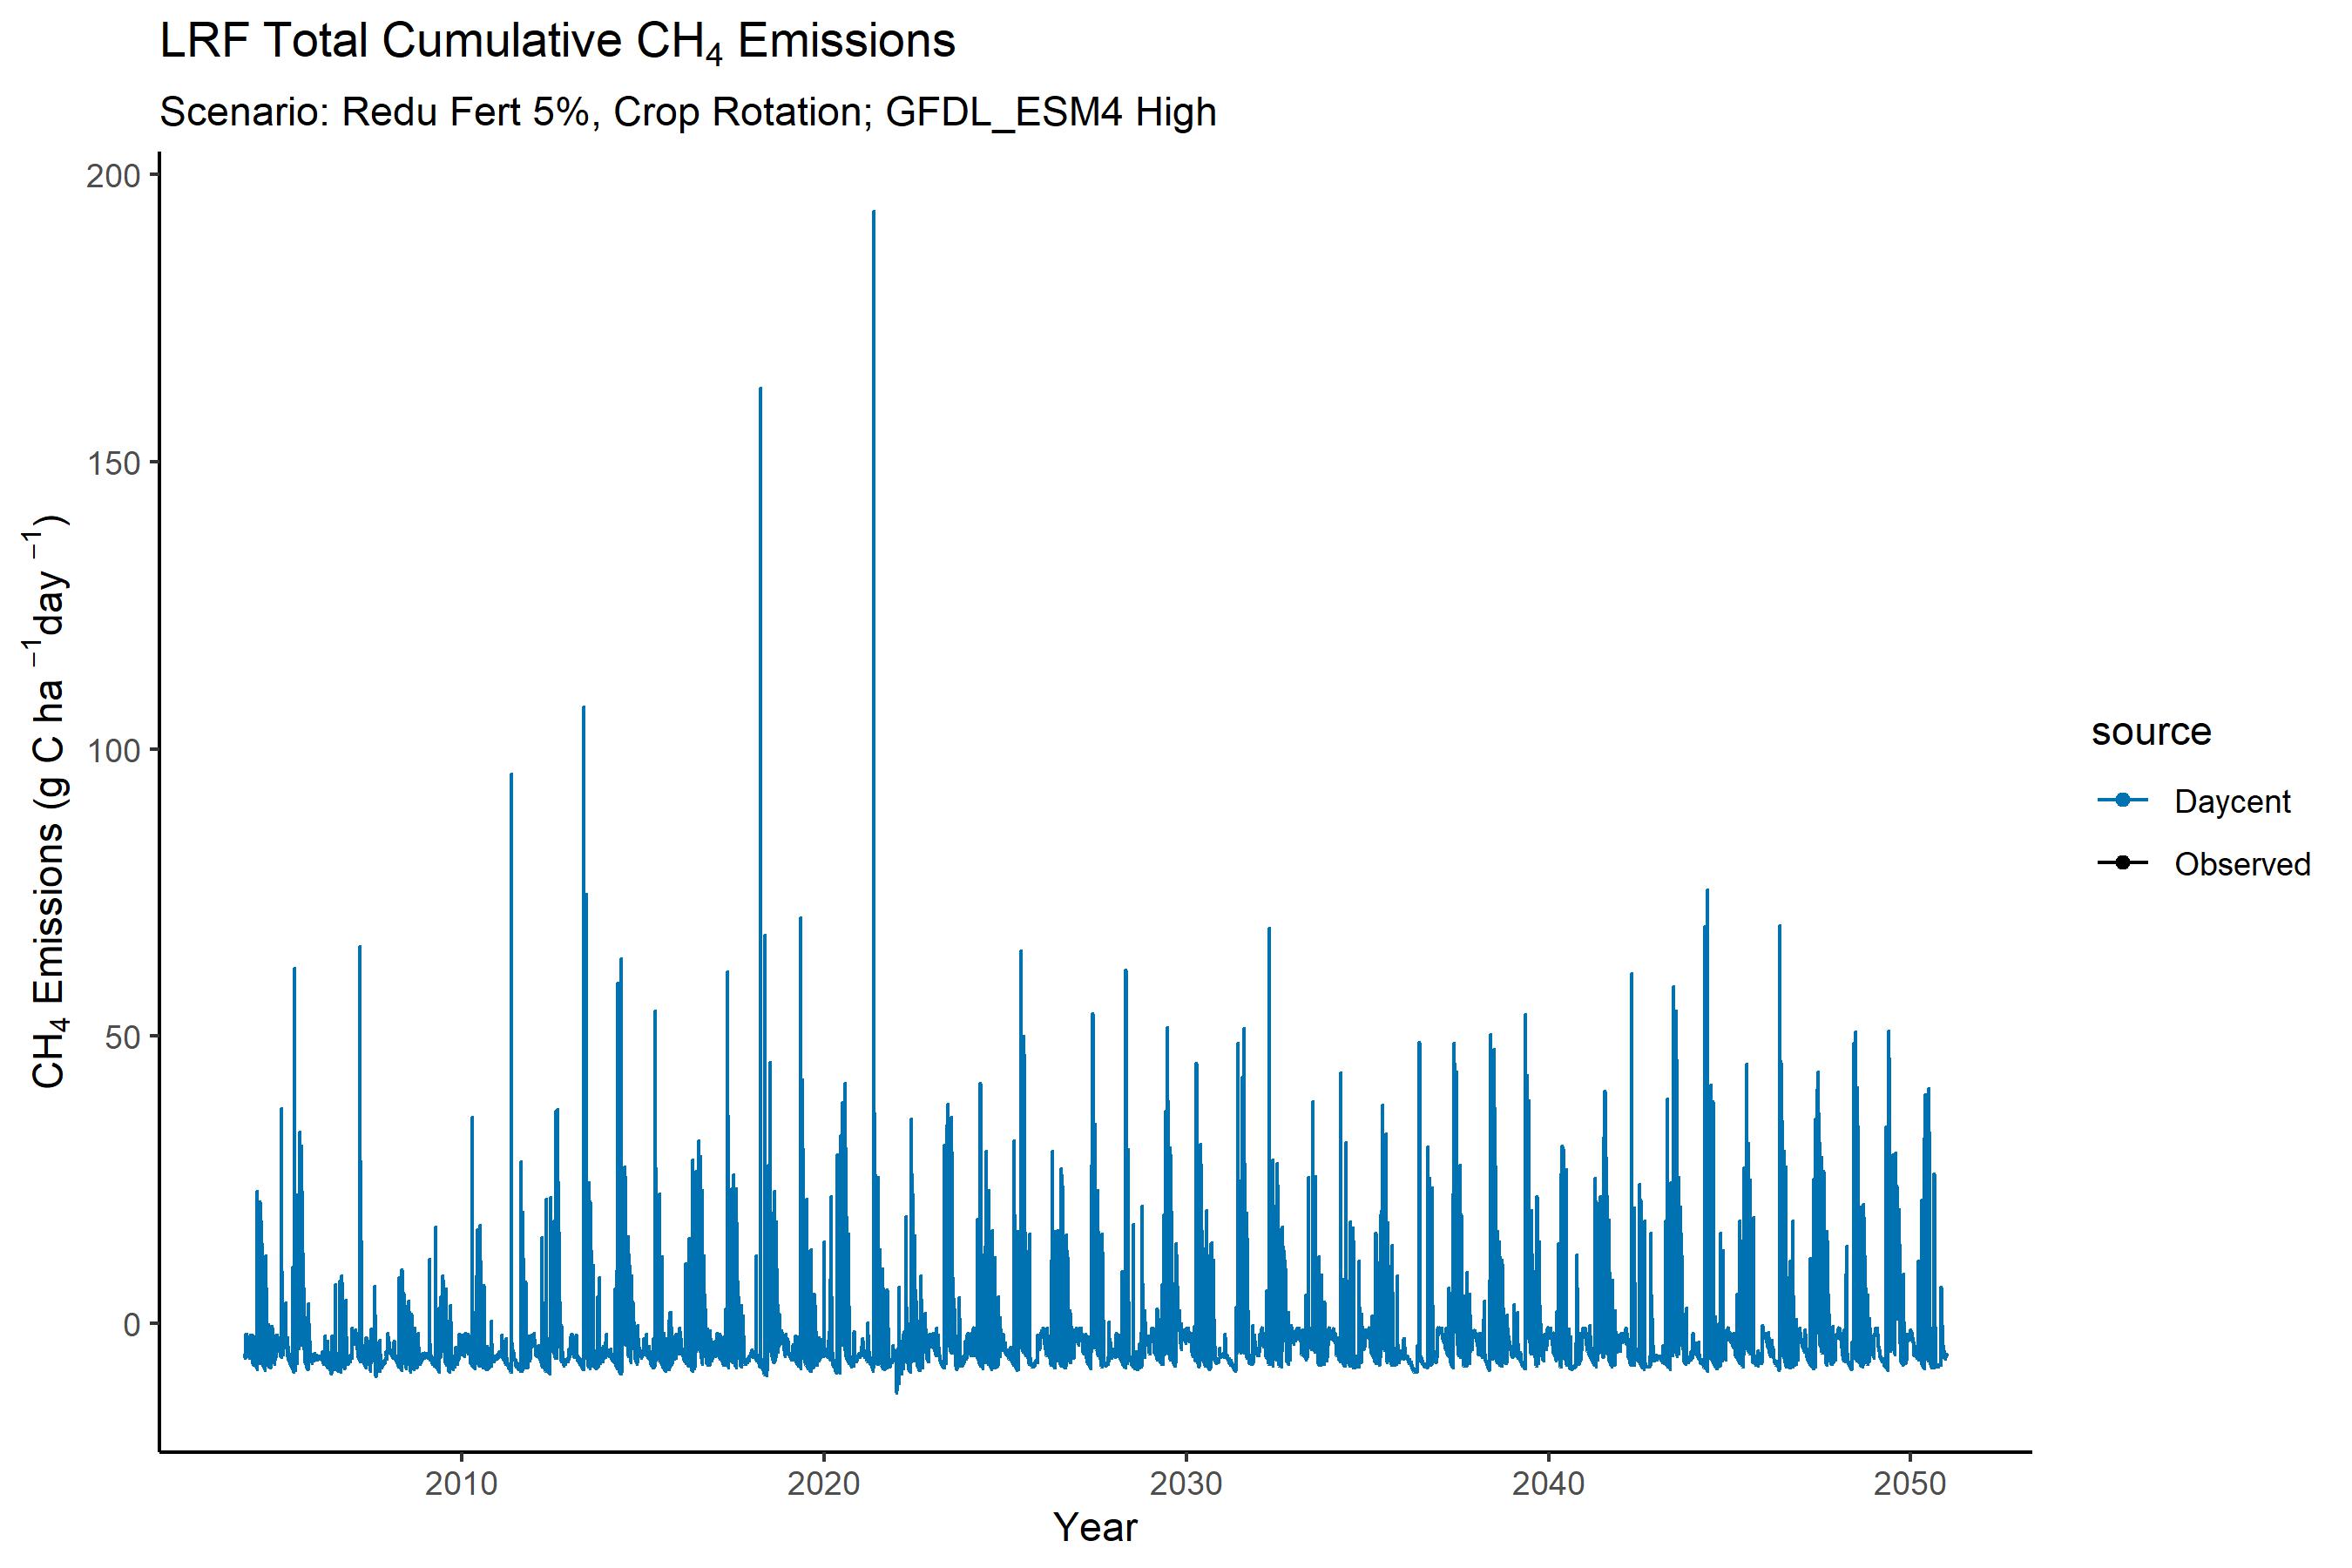 LRF Total Cumulative CH₄ Emissions
Scenario: Redu Fert 5%, Crop Rotation; GFDL_ESM4 High
200
150
100
50
0
CH₄ Emissions (g C ha ⁻¹day ⁻¹)
2010 2020 2030 2040 2050
Year
source
Daycent
Observed